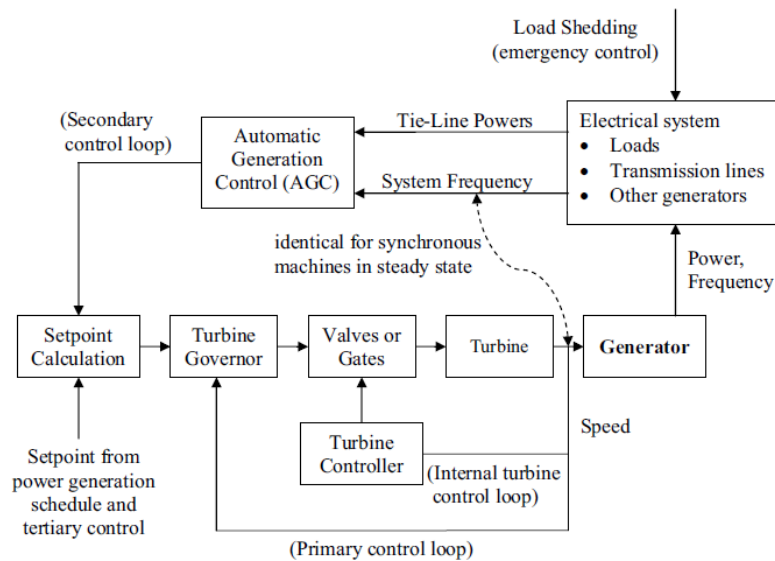 Load Shedding
(emergency control)
(Secondary
control loop)
Automatic
Generation
Control (AGC)
Tie-Line Powers
System Frequency
Electrical system
• Loads
• Transmission lines
• Other generators
identical for synchronous
machines in steady state
Power,
Frequency
Setpoint
Calculation
Turbine
Governor
Valves or
Gates
Turbine
Generator
Speed
Turbine
Controller
(Internal turbine
control loop)
Setpoint from
power generation
schedule and
tertiary control
(Primary control loop)